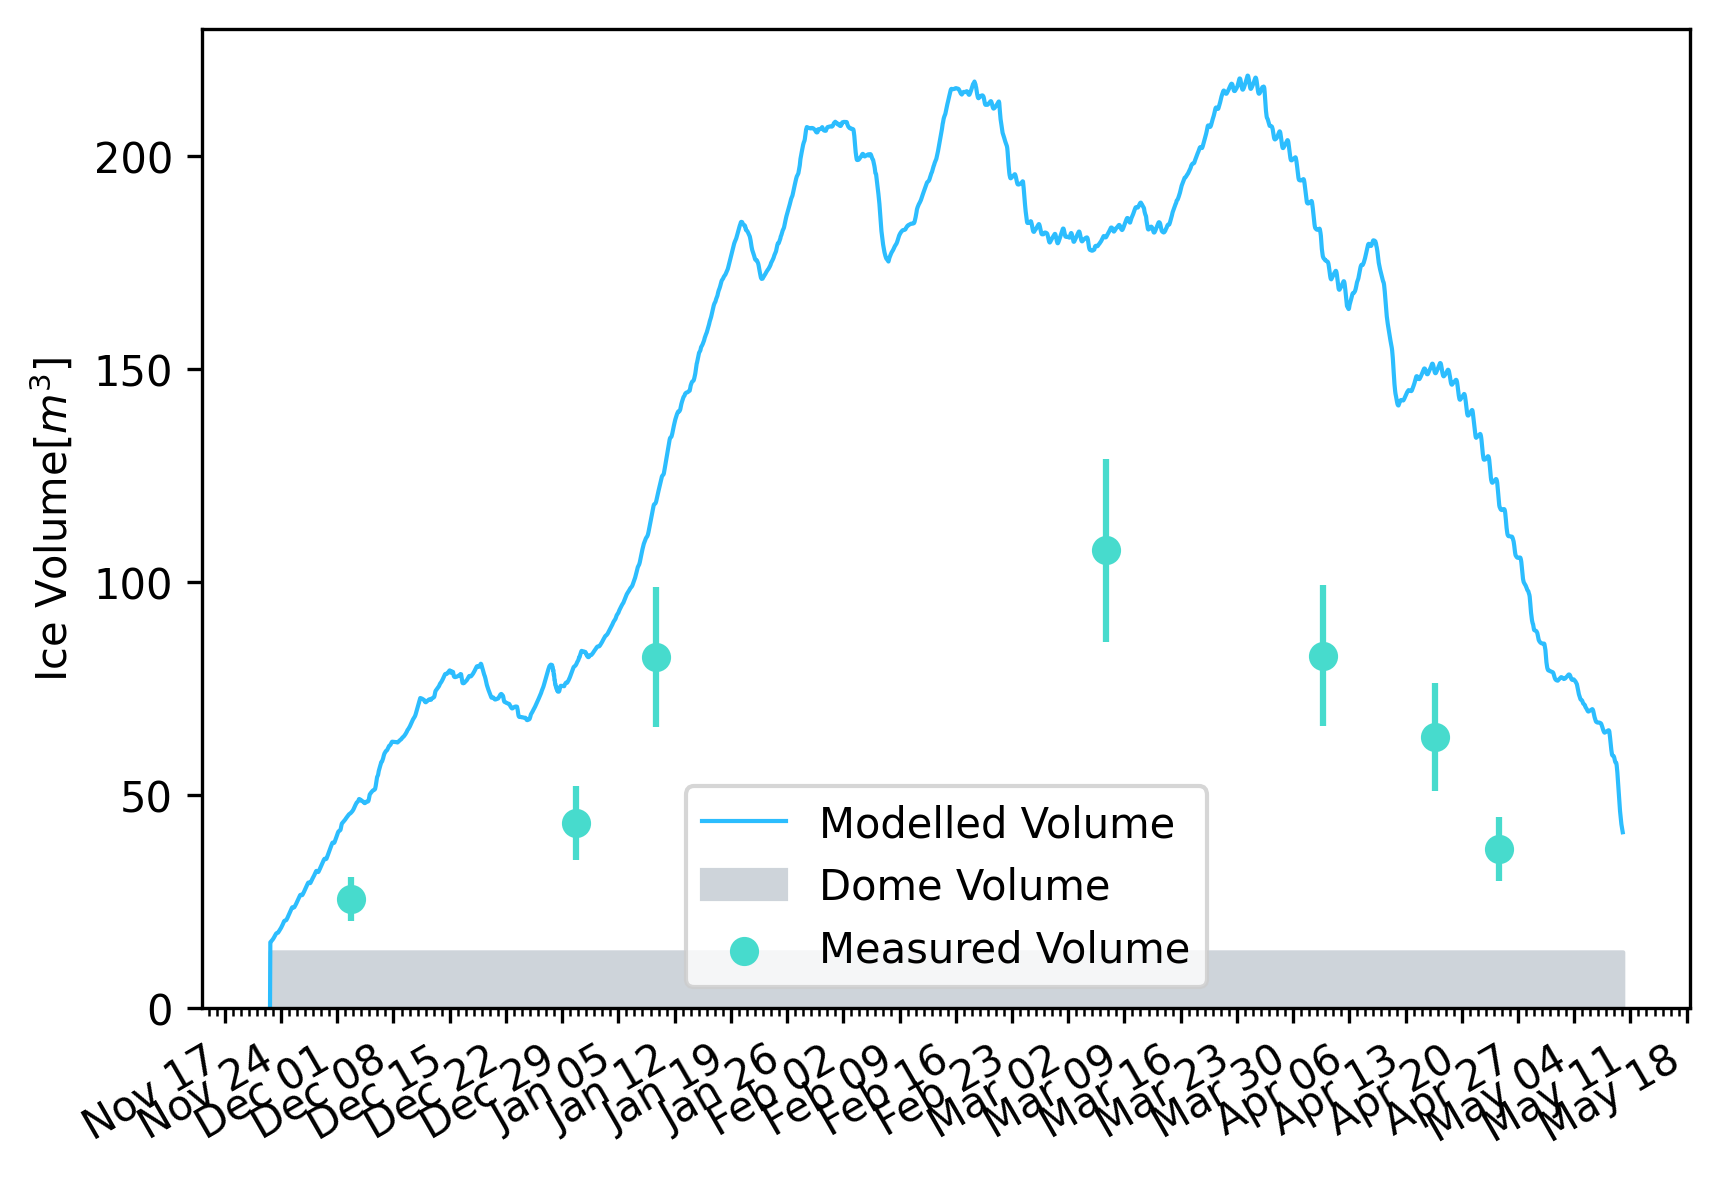 Ice Volume[m³]
200
150
100
50
0
Modelled Volume
Dome Volume
Measured Volume
Nov 17
Nov 24
Dec 01
Dec 08
Dec 15
Dec 22
Dec 29
Jan 05
Jan 12
Jan 19
Jan 26
Feb 02
Feb 09
Feb 16
Feb 23
Mar 02
Mar 09
Mar 16
Mar 23
Mar 30
Apr 06
Apr 13
Apr 20
Apr 27
May 04
May 11
May 18